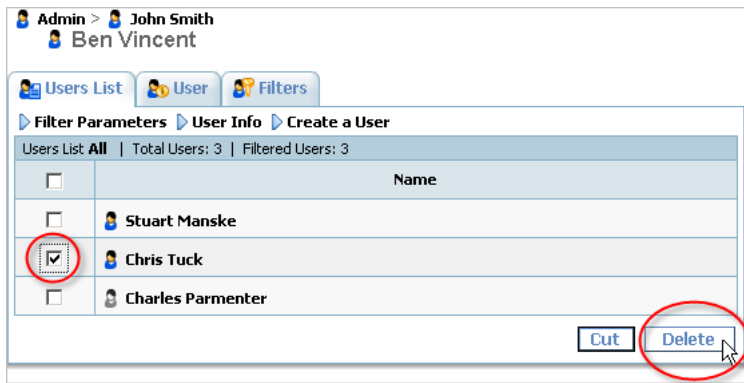 Admin > John Smith
Ben Vincent
Users List User Filters
Filter Parameters User Info Create a User
Users List All | Total Users: 3 | Filtered Users: 3
Name
Stuart Manske
Chris Tuck
Charles Parmenter
Cut Delete